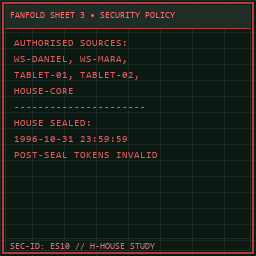 FANFOLD SHEET 3 • SECURITY POLICY
AUTHORISED SOURCES:
WS-DANIEL, WS-MARA,
TABLET-01, TABLET-02,
HOUSE-CORE
----------------------
HOUSE SEALED:
1996-10-31 23:59:59
POST-SEAL TOKENS INVALID
SEC-ID: ES10 // H-HOUSE STUDY